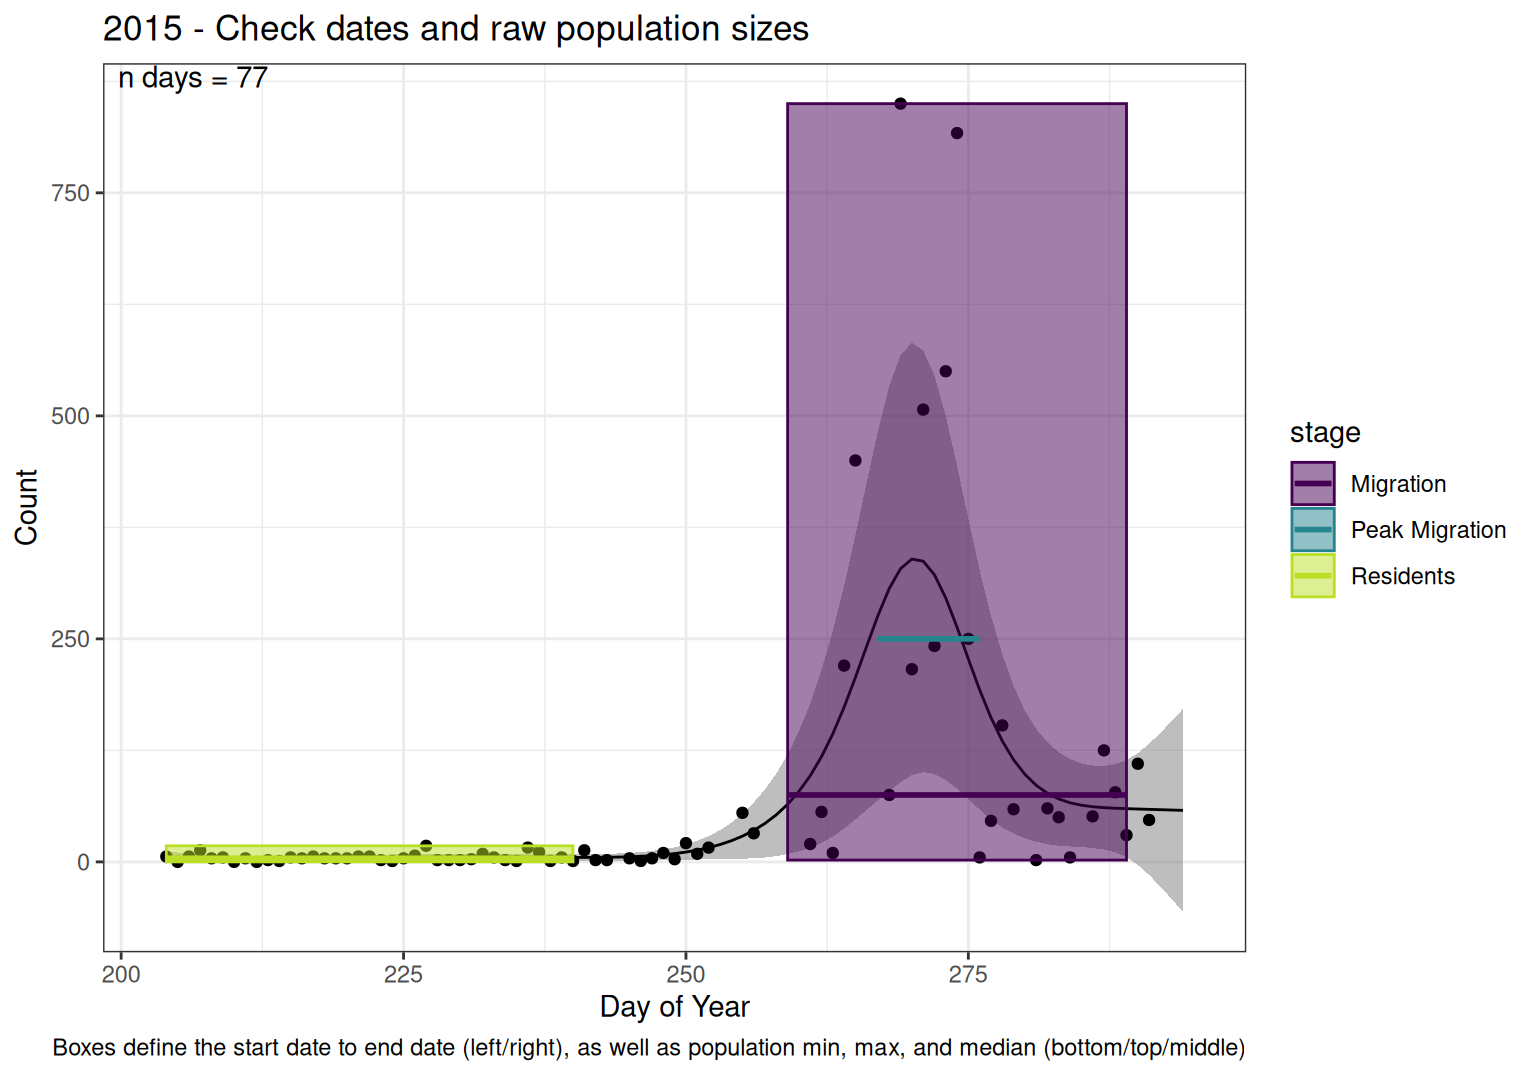 2015 - Check dates and raw population sizes
n days = 77
750
500
250
0
Count
200 225 250 275
Day of Year
stage
Migration
Peak Migration
Residents
Boxes define the start date to end date (left/right), as well as population min, max, and median (bottom/top/middle)